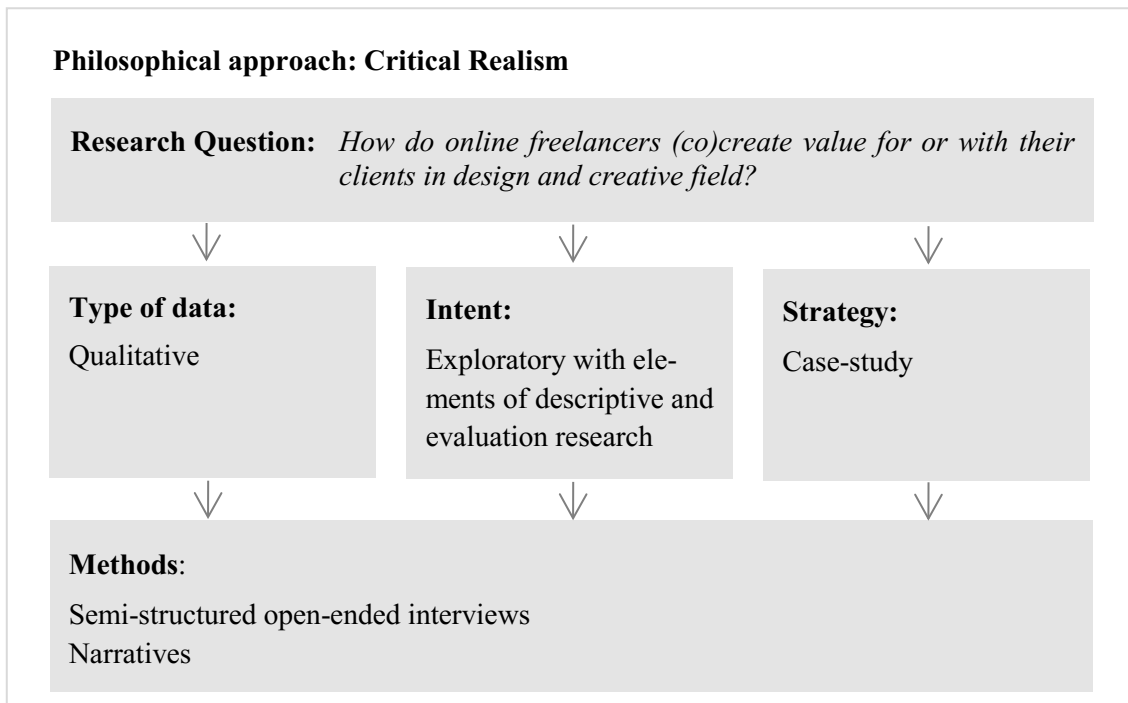 Philosophical approach: Critical Realism
Research Question: How do online freelancers (co)create value for or with their
clients in design and creative field?
Type of data:
Qualitative
Intent:
Exploratory with ele-
ments of descriptive and
evaluation research
Strategy:
Case-study
Methods:
Semi-structured open-ended interviews
Narratives